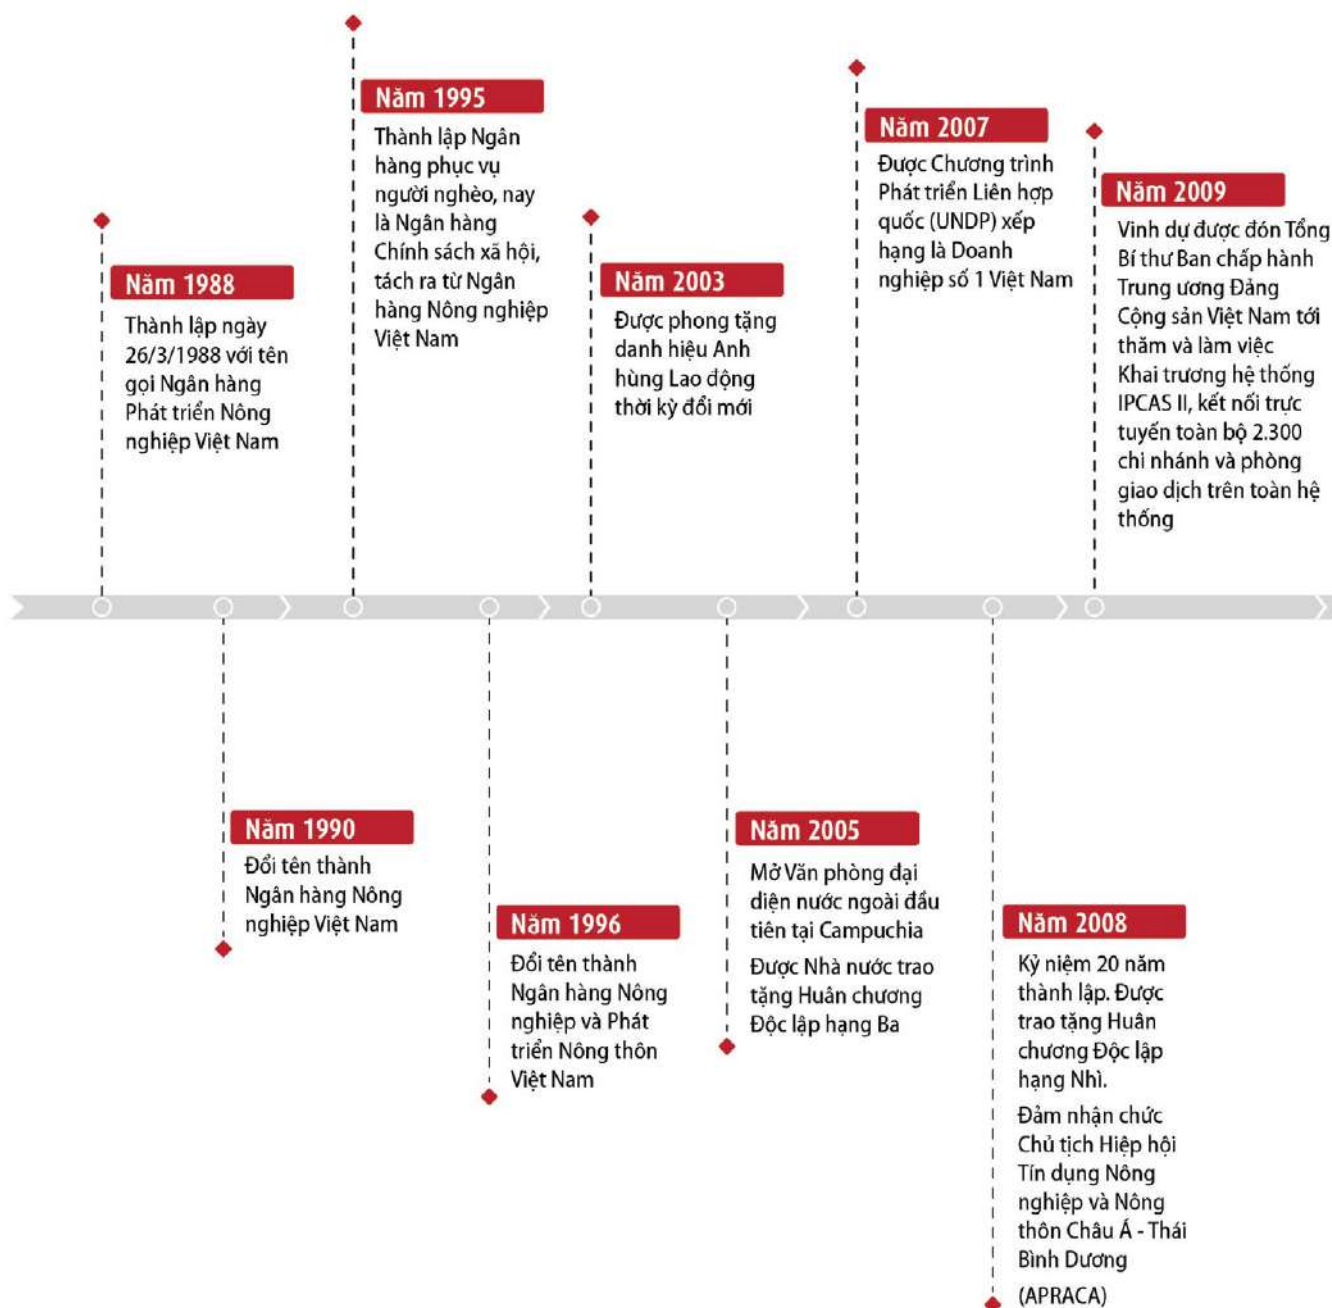 Năm 1988
Thành lập ngày
26/3/1988 với tên
gọi Ngân hàng
Phát triển Nông
nghiệp Việt Nam
Năm 1990
Đổi tên thành
Ngân hàng Nông
nghiệp Việt Nam
Năm 1995
Thành lập Ngân
hàng phục vụ
người nghèo, nay
là Ngân hàng
Chính sách xã hội,
tách ra từ Ngân
hàng Nông nghiệp
Việt Nam
Năm 1996
Đổi tên thành
Ngân hàng Nông
nghiệp và Phát
triển Nông thôn
Việt Nam
Năm 2003
Được phong tặng
danh hiệu Anh
hùng Lao động
thời kỳ đổi mới
Năm 2005
Mở Văn phòng đại
diện nước ngoài đầu
tiên tại Campuchia
Được Nhà nước trao
tặng Huân chương
Độc lập hạng Ba
Năm 2007
Được Chương trình
Phát triển Liên hợp
quốc (UNDP) xếp
hạng là Doanh
nghiệp số 1 Việt Nam
Năm 2008
Kỷ niệm 20 năm
thành lập. Được
trao tặng Huân
chương Độc lập
hạng Nhì.
Đảm nhận chức
Chủ tịch Hiệp hội
Tín dụng Nông
nghiệp và Nông
thôn Châu Á - Thái
Bình Dương
(APRACA)
Năm 2009
Vinh dự được đón Tổng
Bí thư Ban chấp hành
Trung ương Đảng
Cộng sản Việt Nam tới
thăm và làm việc
Khai trương hệ thống
IPCAS II, kết nối trực
tuyến toàn bộ 2.300
chi nhánh và phòng
giao dịch trên toàn hệ
thống